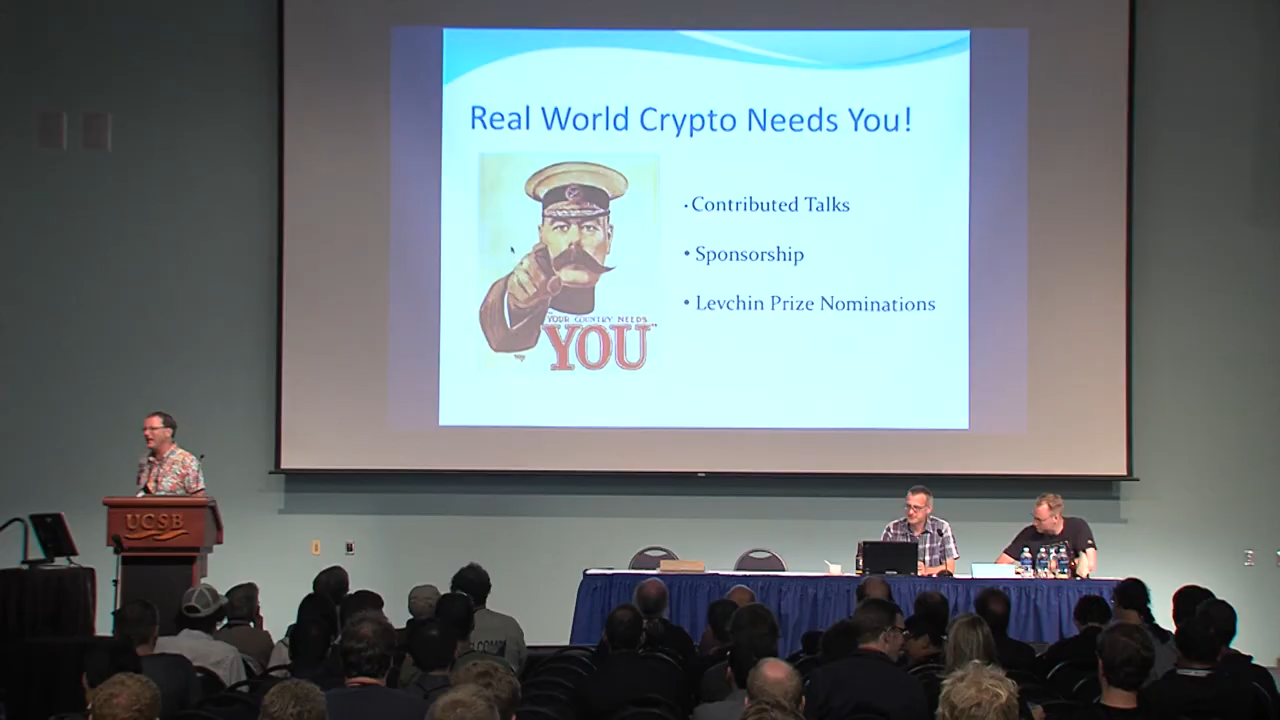 Real World Crypto Needs You!
• Contributed Talks
• Sponsorship
• Levchin Prize Nominations
"YOUR COUNTRY NEEDS
YOU"
UCSB